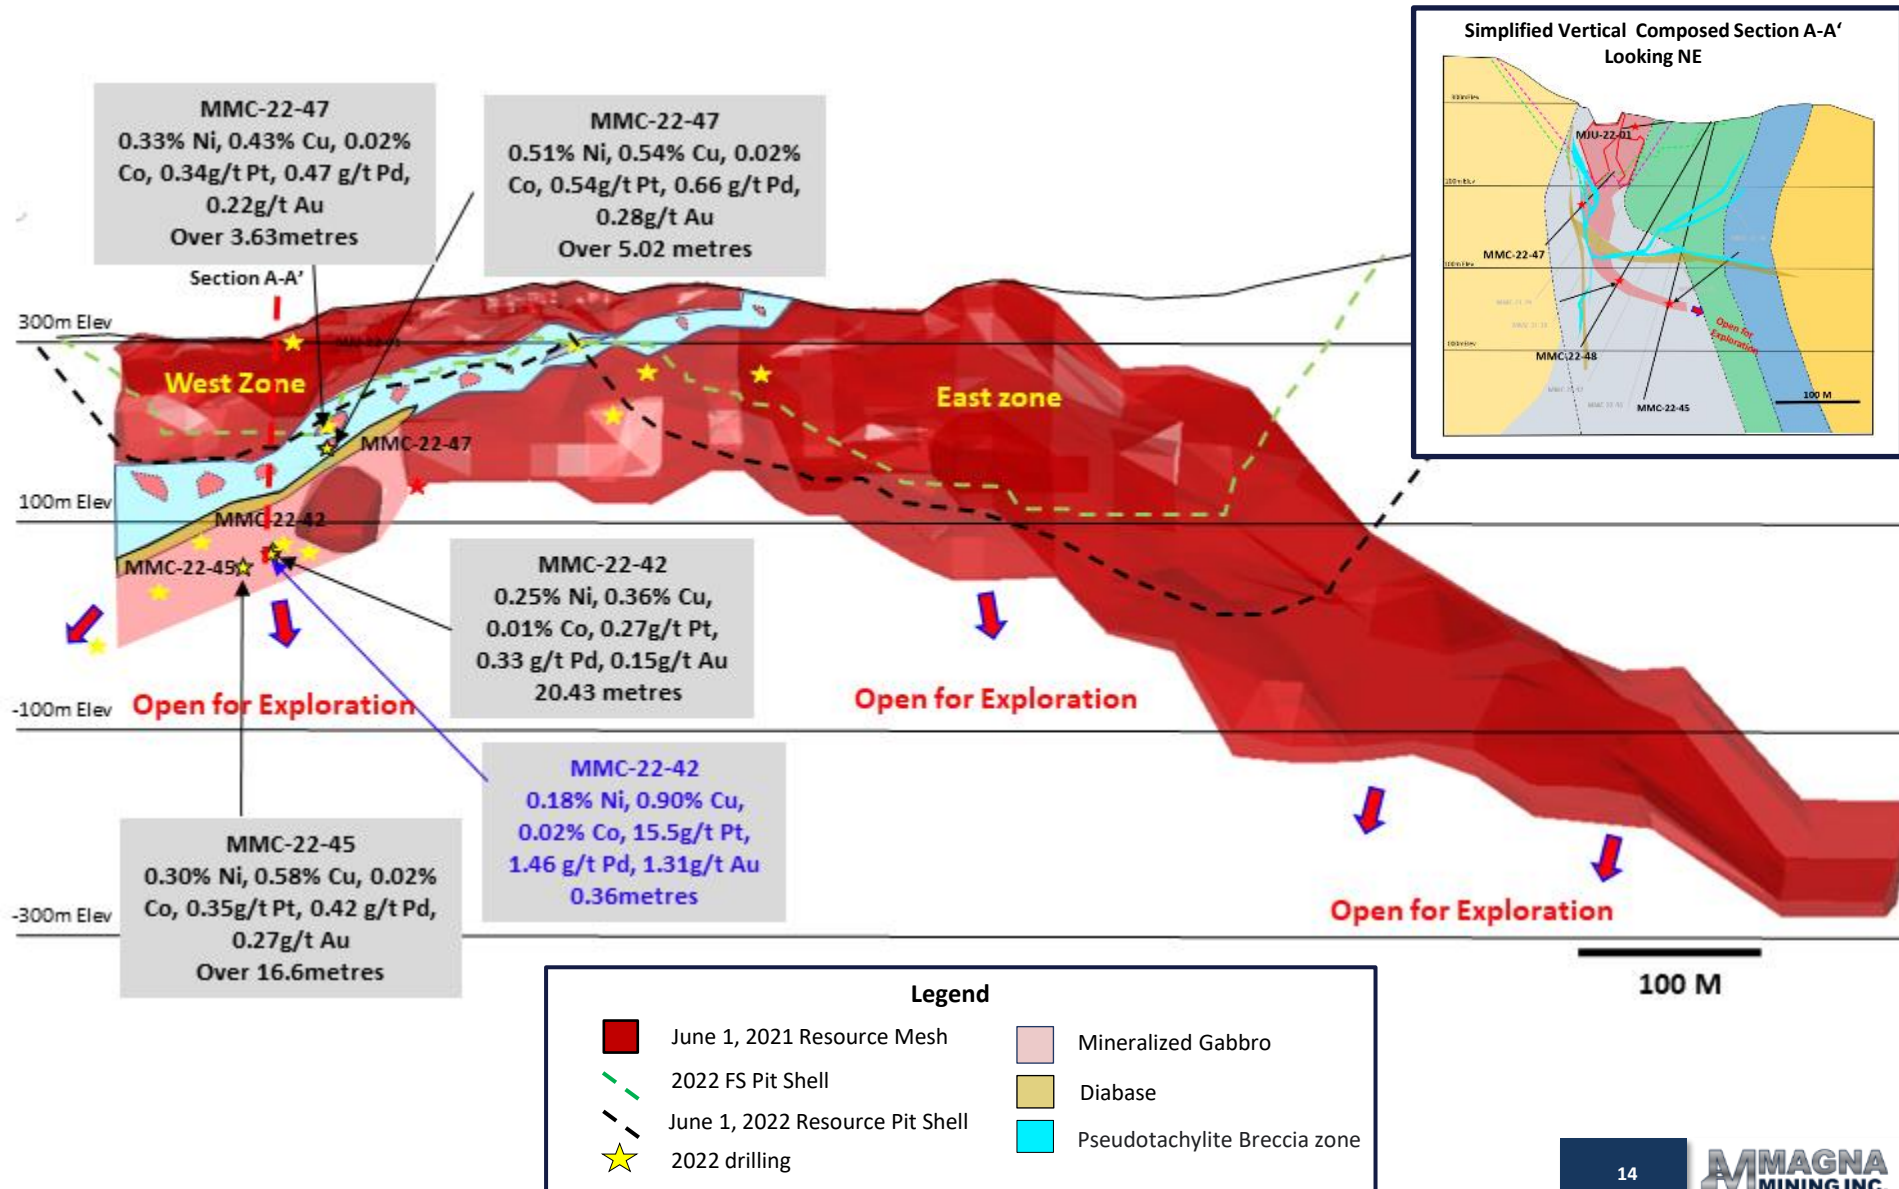 Simplified Vertical Composed Section A-A‘
Looking NE
MJU-22-01
MMC-22-47
MMC-22-48
MMC-22-45
Open for
Exploration
100 M
MMC-22-47
0.33% Ni, 0.43% Cu, 0.02%
Co, 0.34g/t Pt, 0.47 g/t Pd,
0.22g/t Au
Over 3.63metres
MMC-22-47
0.51% Ni, 0.54% Cu, 0.02%
Co, 0.54g/t Pt, 0.66 g/t Pd,
0.28g/t Au
Over 5.02 metres
Section A-A’
300m Elev
West Zone
East zone
MMC-22-47
100m Elev
MMC-22-42
MMC-22-45
MMC-22-42
0.25% Ni, 0.36% Cu,
0.01% Co, 0.27g/t Pt,
0.33 g/t Pd, 0.15g/t Au
20.43 metres
Open for Exploration
Open for Exploration
-100m Elev
MMC-22-42
0.18% Ni, 0.90% Cu,
0.02% Co, 15.5g/t Pt,
1.46 g/t Pd, 1.31g/t Au
0.36metres
MMC-22-45
0.30% Ni, 0.58% Cu, 0.02%
Co, 0.35g/t Pt, 0.42 g/t Pd,
0.27g/t Au
Over 16.6metres
Open for Exploration
-300m Elev
100 M
Legend
June 1, 2021 Resource Mesh
2022 FS Pit Shell
June 1, 2022 Resource Pit Shell
2022 drilling
Mineralized Gabbro
Diabase
Pseudotachylite Breccia zone
14
MAGNA
MINING INC.